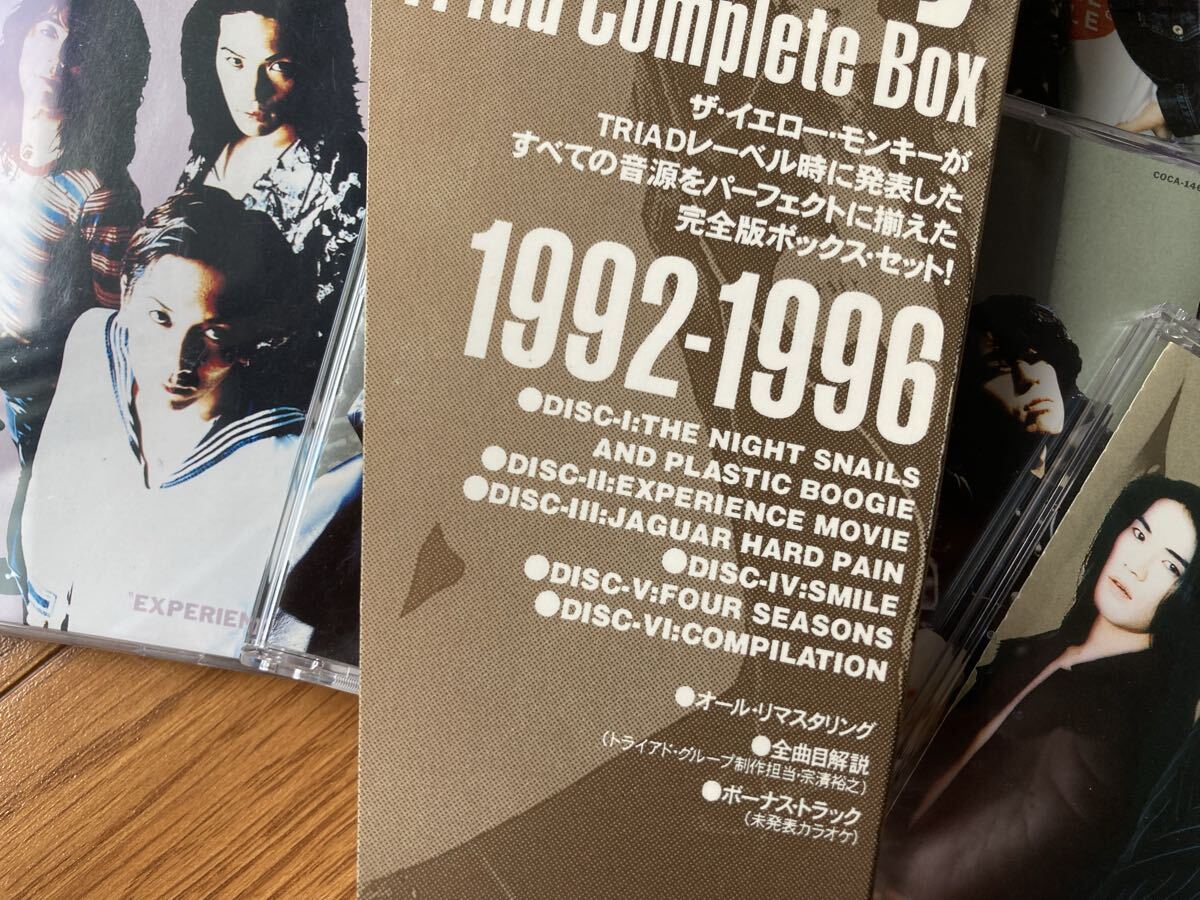 Triad Complete Box
ザ・イエロー・モンキーが
TRIADレーベル時に発表した
すべての音源をパーフェクトに揃えた
完全版ボックス・セット!
1992-1996
●DISC-I:THE NIGHT SNAILS
AND PLASTIC BOOGIE
●DISC-II:EXPERIENCE MOVIE
●DISC-III:JAGUAR HARD PAIN
●DISC-IV:SMILE
●DISC-V:FOUR SEASONS
●DISC-VI:COMPILATION
●オール・リマスタリング
●全曲目解説
(トライアド・グループ制作担当・宗清裕之)
●ボーナス・トラック
(未発表カラオケ)
"EXPERIEN
COCA-146